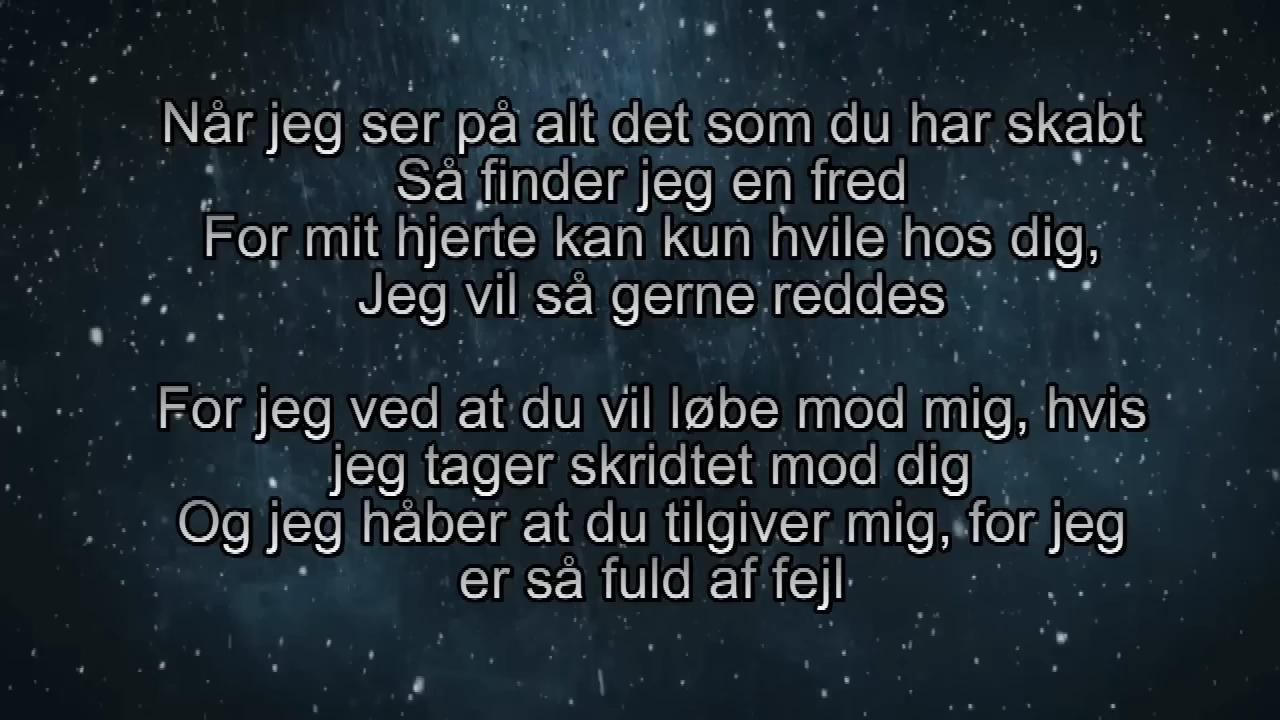 Når jeg ser på alt det som du har skabt
Så finder jeg en fred
For mit hjerte kan kun hvile hos dig,
Jeg vil så gerne reddes
For jeg ved at du vil løbe mod mig, hvis
jeg tager skridtet mod dig
Og jeg håber at du tilgiver mig, for jeg
er så fuld af fejl